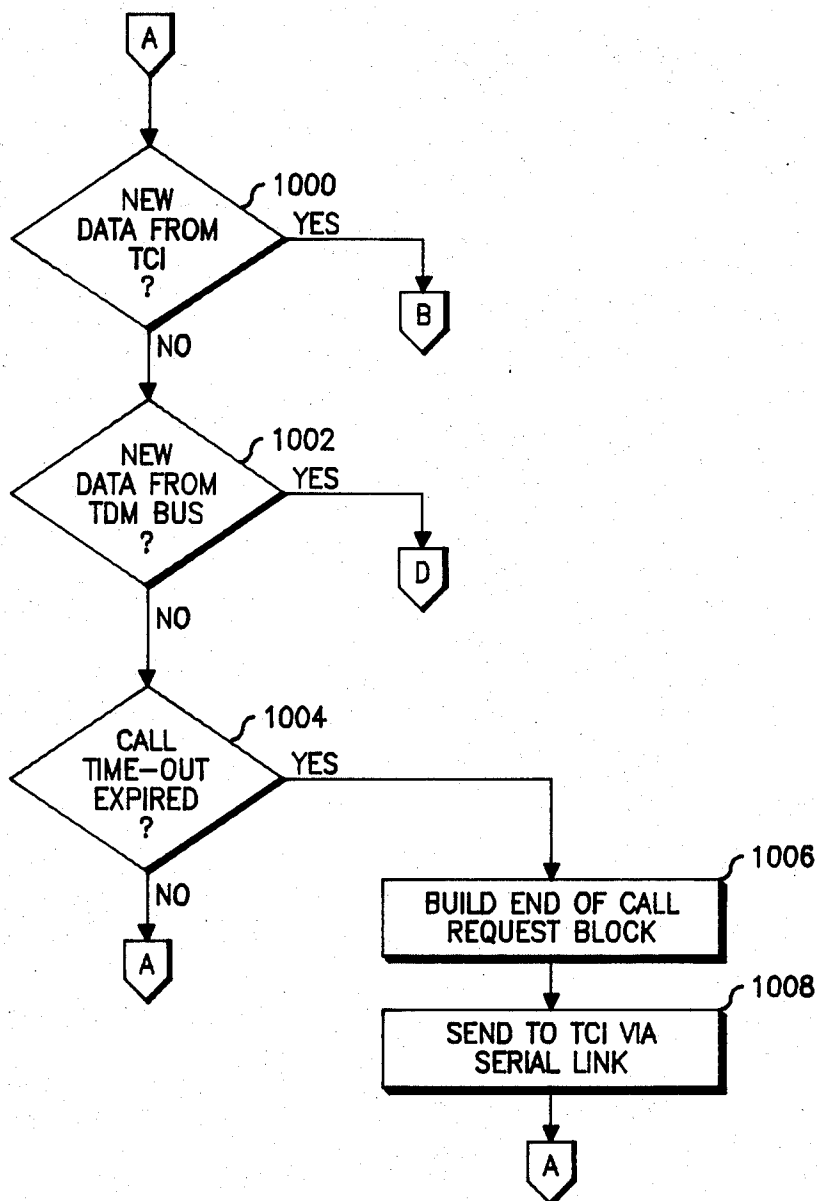 A
1000
NEW
DATA FROM
TCI
?
YES
B
NO
1002
NEW
DATA FROM
TDM BUS
?
YES
D
NO
1004
CALL
TIME-OUT
EXPIRED
?
YES
NO
A
1006
BUILD END OF CALL
REQUEST BLOCK
1008
SEND TO TCI VIA
SERIAL LINK
A